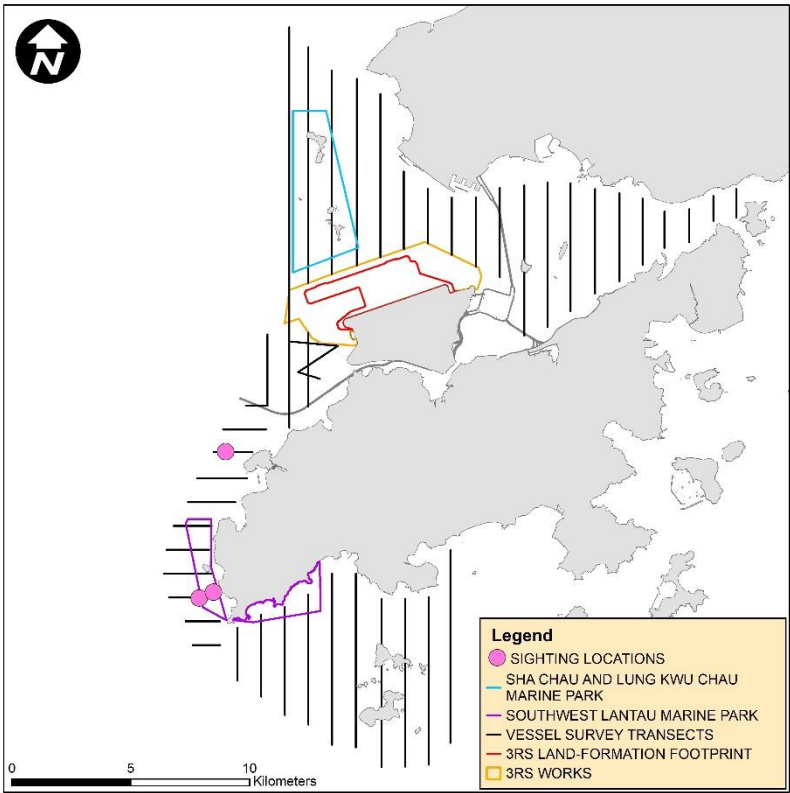 N
Legend
SIGHTING LOCATIONS
SHA CHAU AND LUNG KWU CHAU
MARINE PARK
SOUTHWEST LANTAU MARINE PARK
VESSEL SURVEY TRANSECTS
3RS LAND-FORMATION FOOTPRINT
3RS WORKS
0 5 10
Kilometers